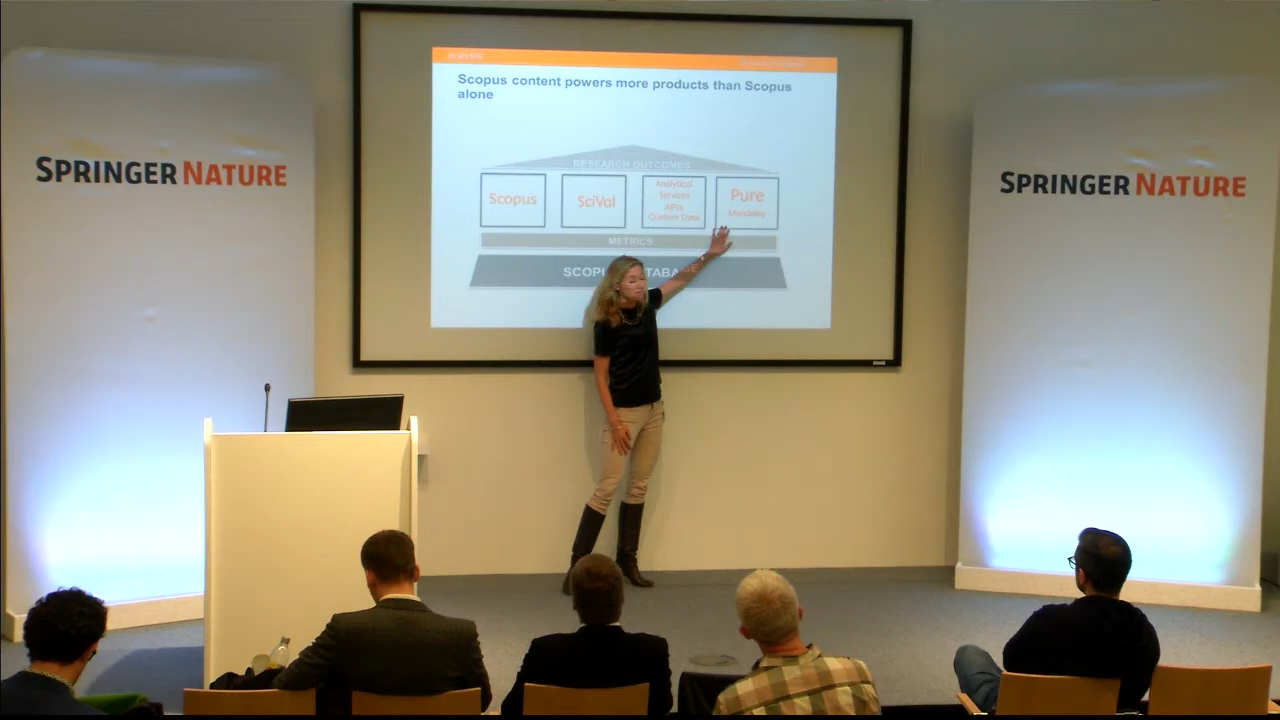 SPRINGER NATURE
Scopus content powers more products than Scopus
alone
RESEARCH OUTCOMES
Scopus
SciVal
Analytical
Services
APIs
Custom Data
Pure
Mendeley
METRICS
SPRINGER NATURE